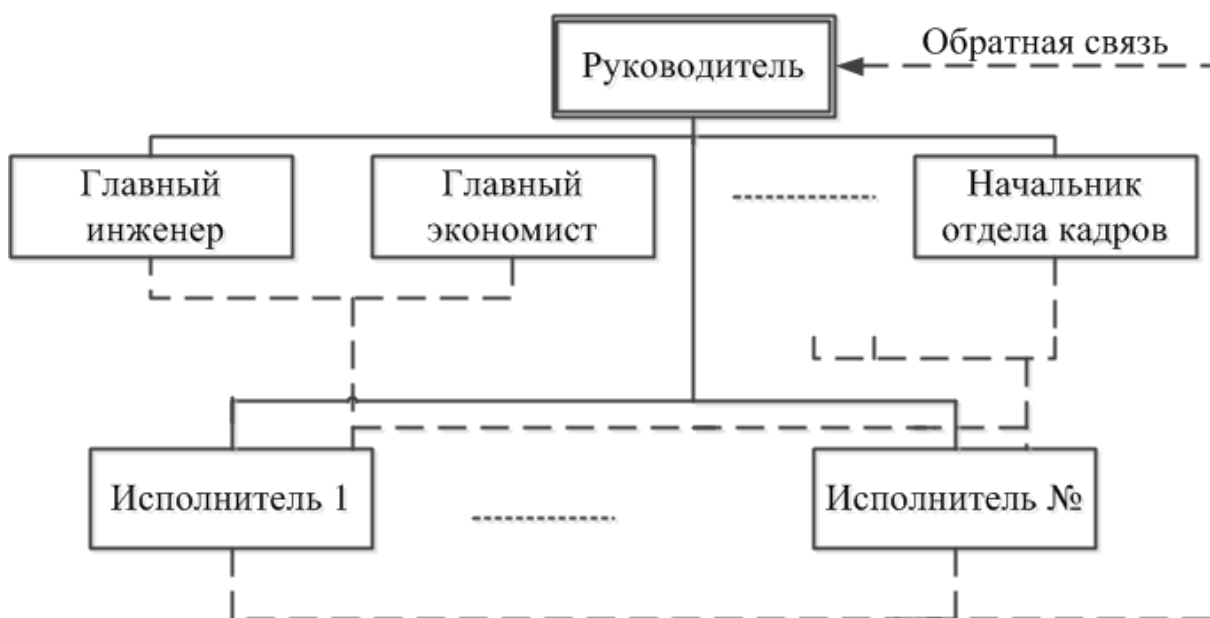 Обратная связь
Руководитель
Главный
инженер
Главный
экономист
Начальник
отдела кадров
Исполнитель 1
Исполнитель №